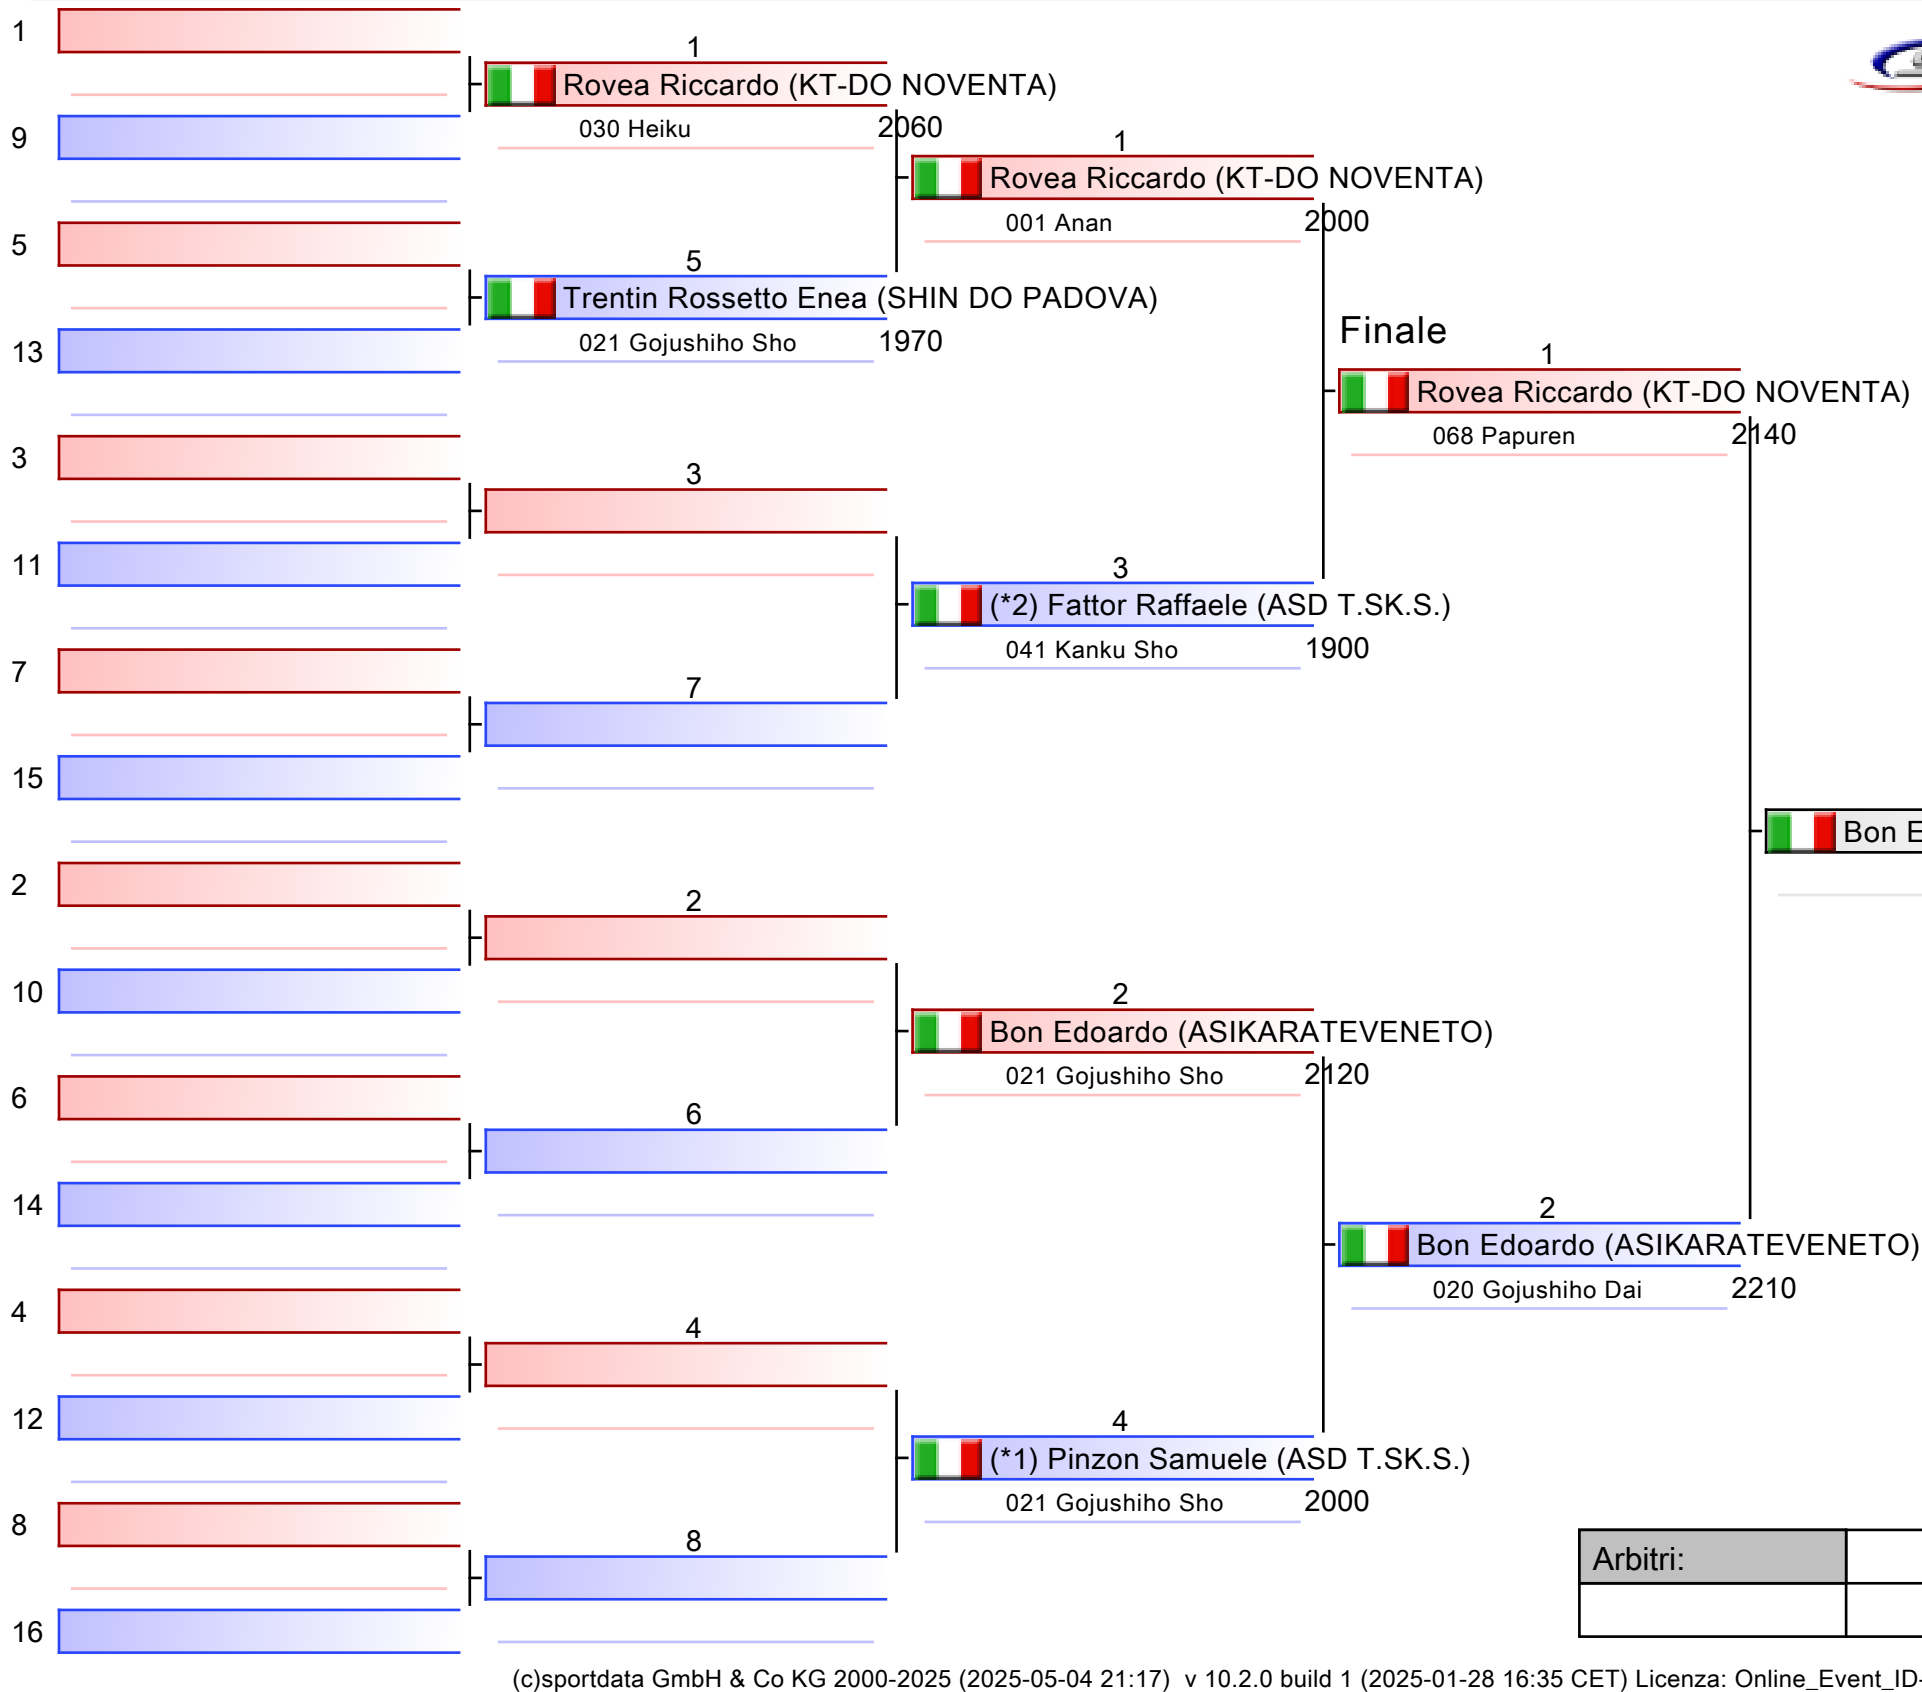 1
9
5
13
3
11
7
15
2
10
6
14
4
12
8
16
1
Rovea Riccardo (KT-DO NOVENTA)
030 Heiku
2060
5
Trentin Rossetto Enea (SHIN DO PADOVA)
021 Gojushiho Sho
1970
3
7
2
6
4
8
1
Rovea Riccardo (KT-DO NOVENTA)
001 Anan
2000
3
(*2) Fattor Raffaele (ASD T.SK.S.)
041 Kanku Sho
1900
2
Bon Edoardo (ASIKARATEVENETO)
021 Gojushiho Sho
2120
4
(*1) Pinzon Samuele (ASD T.SK.S.)
021 Gojushiho Sho
2000
Finale
1
Rovea Riccardo (KT-DO NOVENTA)
068 Papuren
2140
2
Bon Edoardo (ASIKARATEVENETO)
020 Gojushiho Dai
2210
Bon E
Arbitri:
(c)sportdata GmbH & Co KG 2000-2025 (2025-05-04 21:17) v 10.2.0 build 1 (2025-01-28 16:35 CET) Licenza: Online_Event_ID-